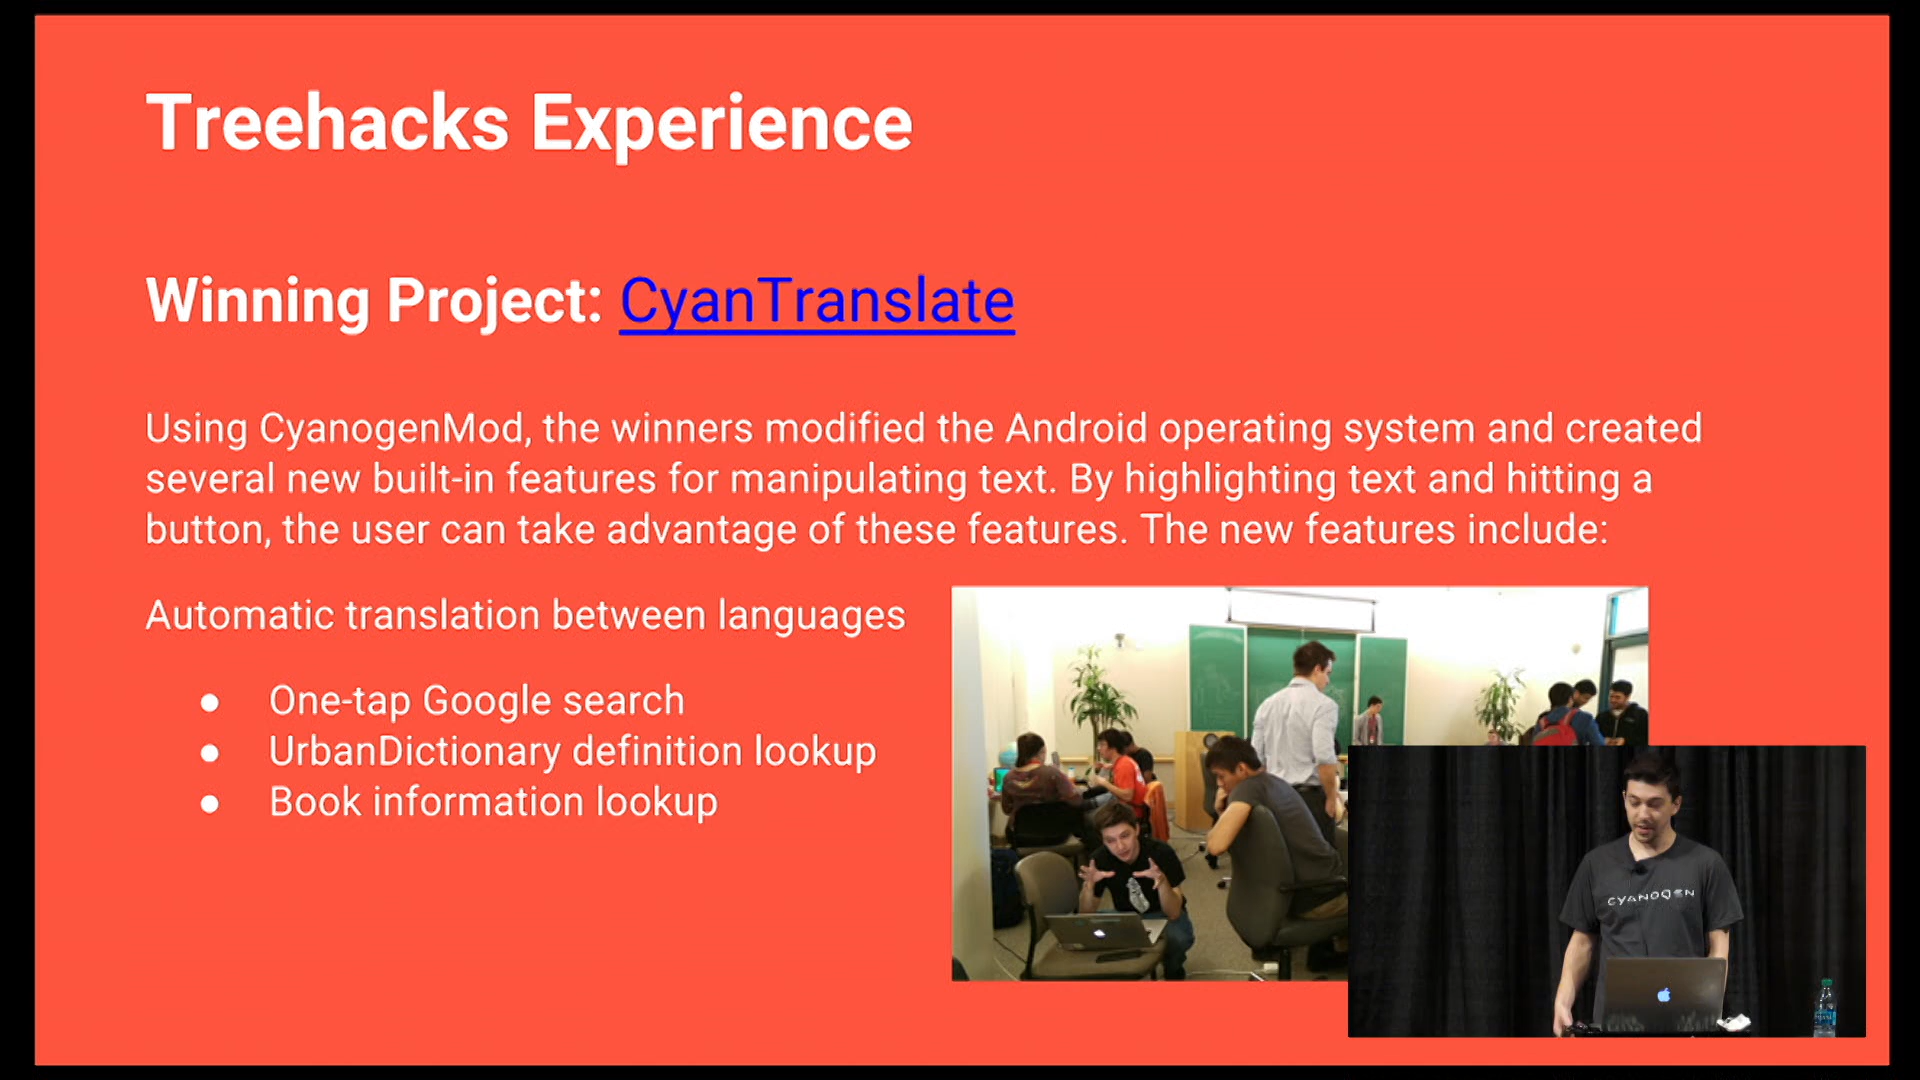 Treehacks Experience
Winning Project: CyanTranslate
Using CyanogenMod, the winners modified the Android operating system and created
several new built-in features for manipulating text. By highlighting text and hitting a
button, the user can take advantage of these features. The new features include:
Automatic translation between languages
● One-tap Google search
● UrbanDictionary definition lookup
● Book information lookup
CYANOGEN